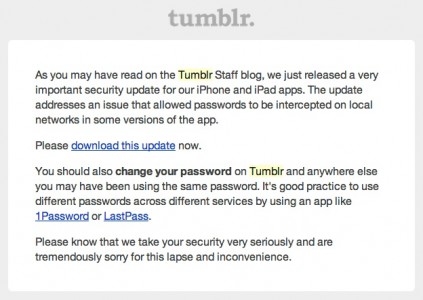 tumblr.
As you may have read on the Tumblr Staff blog, we just released a very
important security update for our iPhone and iPad apps. The update
addresses an issue that allowed passwords to be intercepted on local
networks in some versions of the app.
Please download this update now.
You should also change your password on Tumblr and anywhere else
you may have been using the same password. It's good practice to use
different passwords across different services by using an app like
1Password or LastPass.
Please know that we take your security very seriously and are
tremendously sorry for this lapse and inconvenience.